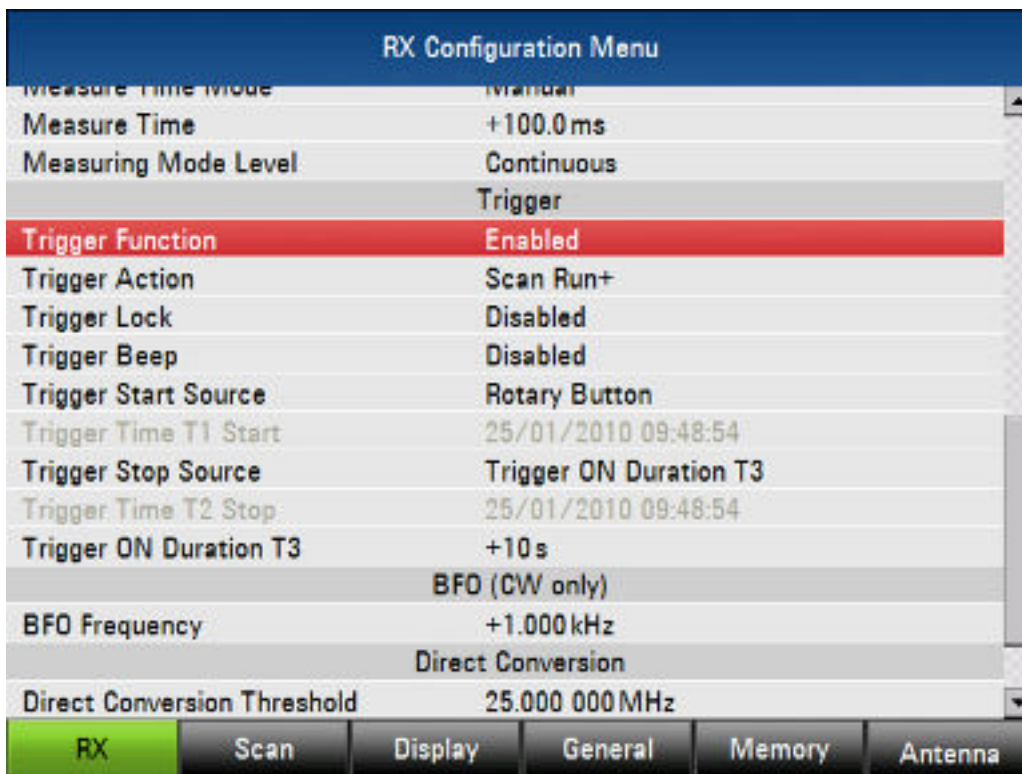 RX Configuration Menu
Measure Time Mode Manual
Measure Time +100.0 ms
Measuring Mode Level Continuous
Trigger
Trigger Function Enabled
Trigger Action Scan Run+
Trigger Lock Disabled
Trigger Beep Disabled
Trigger Start Source Rotary Button
Trigger Time T1 Start 25/01/2010 09:48:54
Trigger Stop Source Trigger ON Duration T3
Trigger Time T2 Stop 25/01/2010 09:48:54
Trigger ON Duration T3 +10 s
BFO (CW only)
BFO Frequency +1.000 kHz
Direct Conversion
Direct Conversion Threshold 25.000 000 MHz
RX Scan Display General Memory Antenna